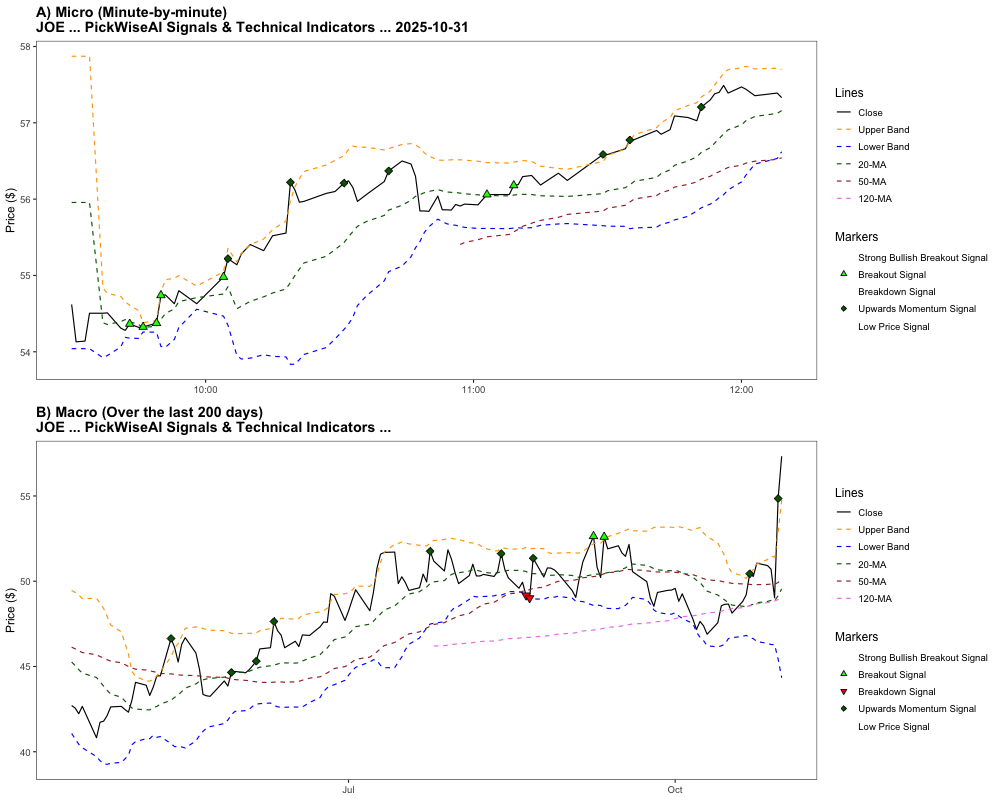 A) Micro (Minute-by-minute)
JOE ... PickWiseAI Signals & Technical Indicators ... 2025-10-31
Price ($)
58
57
56
55
54
10:00
11:00
12:00
Lines
Close
Upper Band
Lower Band
20-MA
50-MA
120-MA
Markers
Strong Bullish Breakout Signal
Breakout Signal
Breakdown Signal
Upwards Momentum Signal
Low Price Signal
B) Macro (Over the last 200 days)
JOE ... PickWiseAI Signals & Technical Indicators ...
Price ($)
55
50
45
40
Jul
Oct
Lines
Close
Upper Band
Lower Band
20-MA
50-MA
120-MA
Markers
Strong Bullish Breakout Signal
Breakout Signal
Breakdown Signal
Upwards Momentum Signal
Low Price Signal